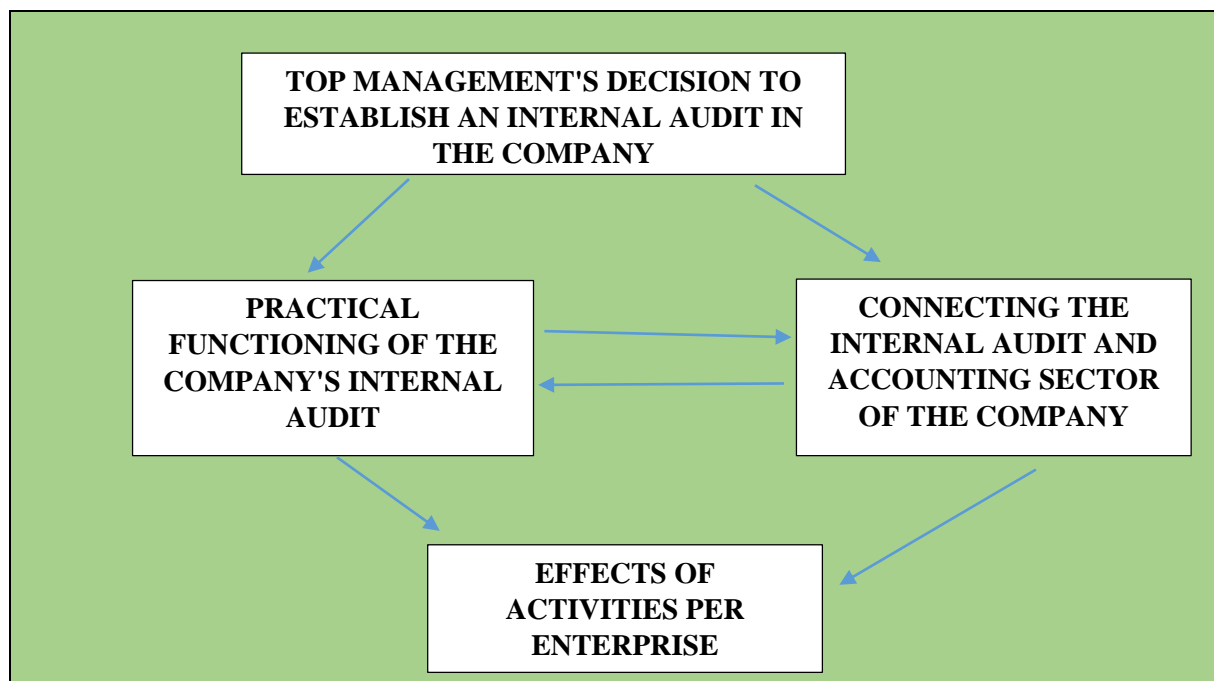 TOP MANAGEMENT'S DECISION TO
ESTABLISH AN INTERNAL AUDIT IN
THE COMPANY
PRACTICAL
FUNCTIONING OF THE
COMPANY'S INTERNAL
AUDIT
CONNECTING THE
INTERNAL AUDIT AND
ACCOUNTING SECTOR
OF THE COMPANY
EFFECTS OF
ACTIVITIES PER
ENTERPRISE